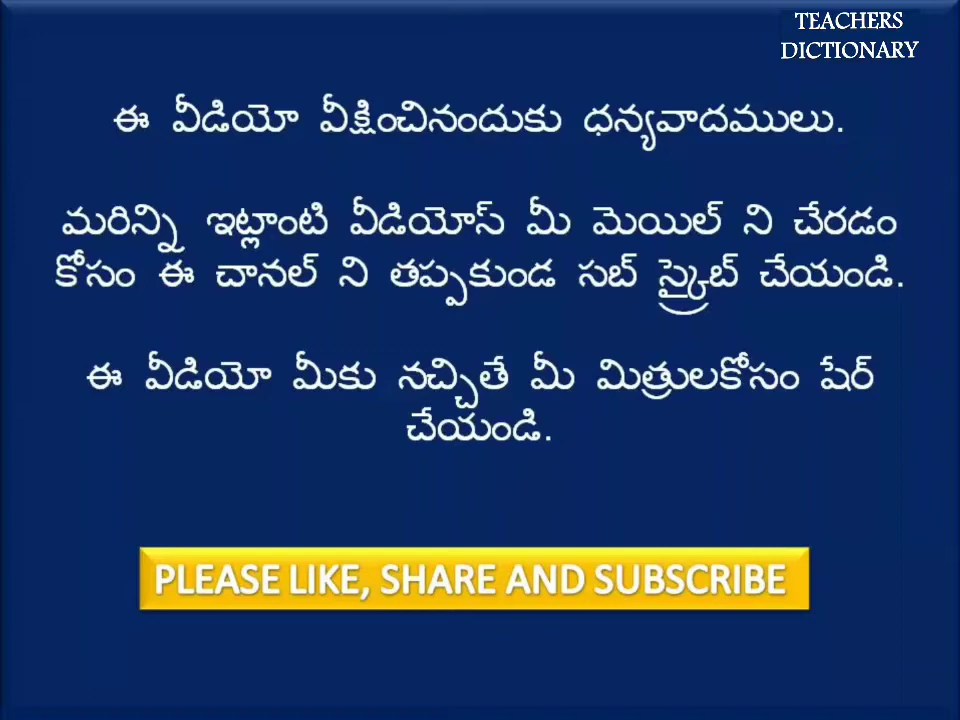 TEACHERS
DICTIONARY
ఈ వీడియో వీక్షించినందుకు ధన్యవాదములు.
మరిన్ని ఇట్లాంటి వీడియోస్ మీ మెయిల్ ని చేరడం
కోసం ఈ చానల్ ని తప్పకుండ సబ్ స్క్రైబ్ చేయండి.
ఈ వీడియో మీకు నచ్చితే మీ మిత్రులకోసం షేర్
చేయండి.
PLEASE LIKE, SHARE AND SUBSCRIBE